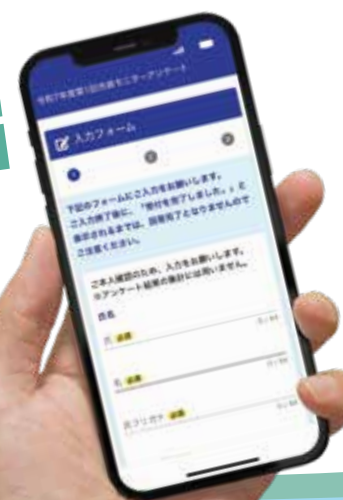 令和7年度第1回市民モニターアンケート
入力フォーム
1
2
3
下記のフォームにご入力をお願いします。
ご入力終了後に、「受付を完了しました。」と
表示されるまでは、回答完了となりませんので
ご注意ください。
ご本人確認のため、入力をお願いします。
※アンケート結果の集計には用いません。
氏名
氏 必須
名 必須
氏フリガナ 必須